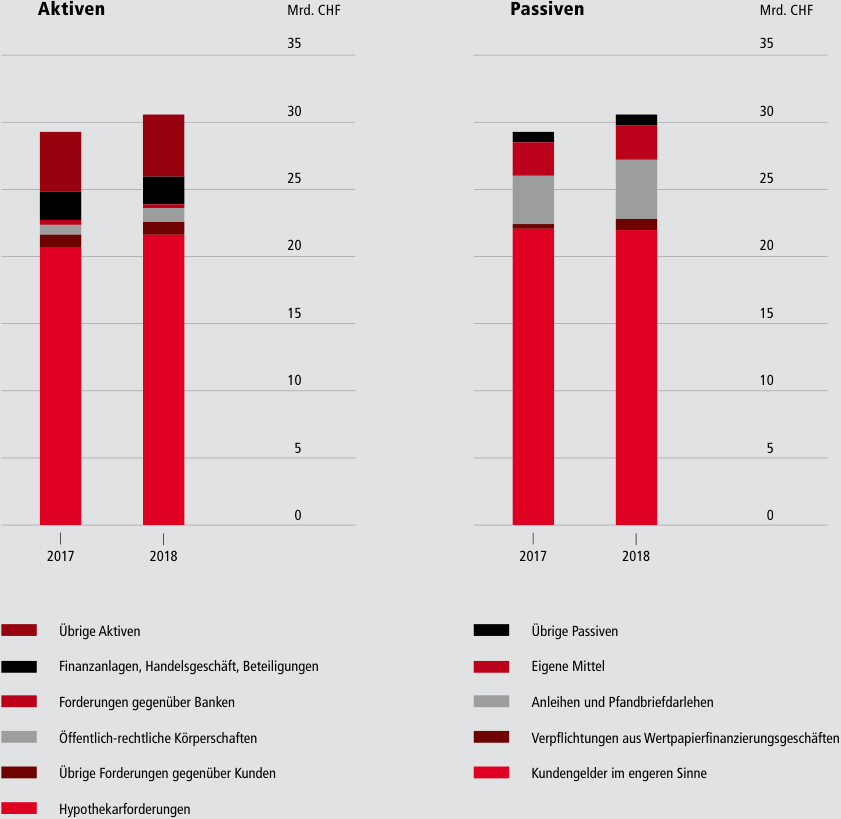 Aktiven
Mrd. CHF
35
30
25
20
15
10
5
0
2017
2018
Übrige Aktiven
Finanzanlagen, Handelsgeschäft, Beteiligungen
Forderungen gegenüber Banken
Öffentlich-rechtliche Körperschaften
Übrige Forderungen gegenüber Kunden
Hypothekarforderungen
Passiven
Mrd. CHF
35
30
25
20
15
10
5
0
2017
2018
Übrige Passiven
Eigene Mittel
Anleihen und Pfandbriefdarlehen
Verpflichtungen aus Wertpapierfinanzierungsgeschäften
Kundengelder im engeren Sinne